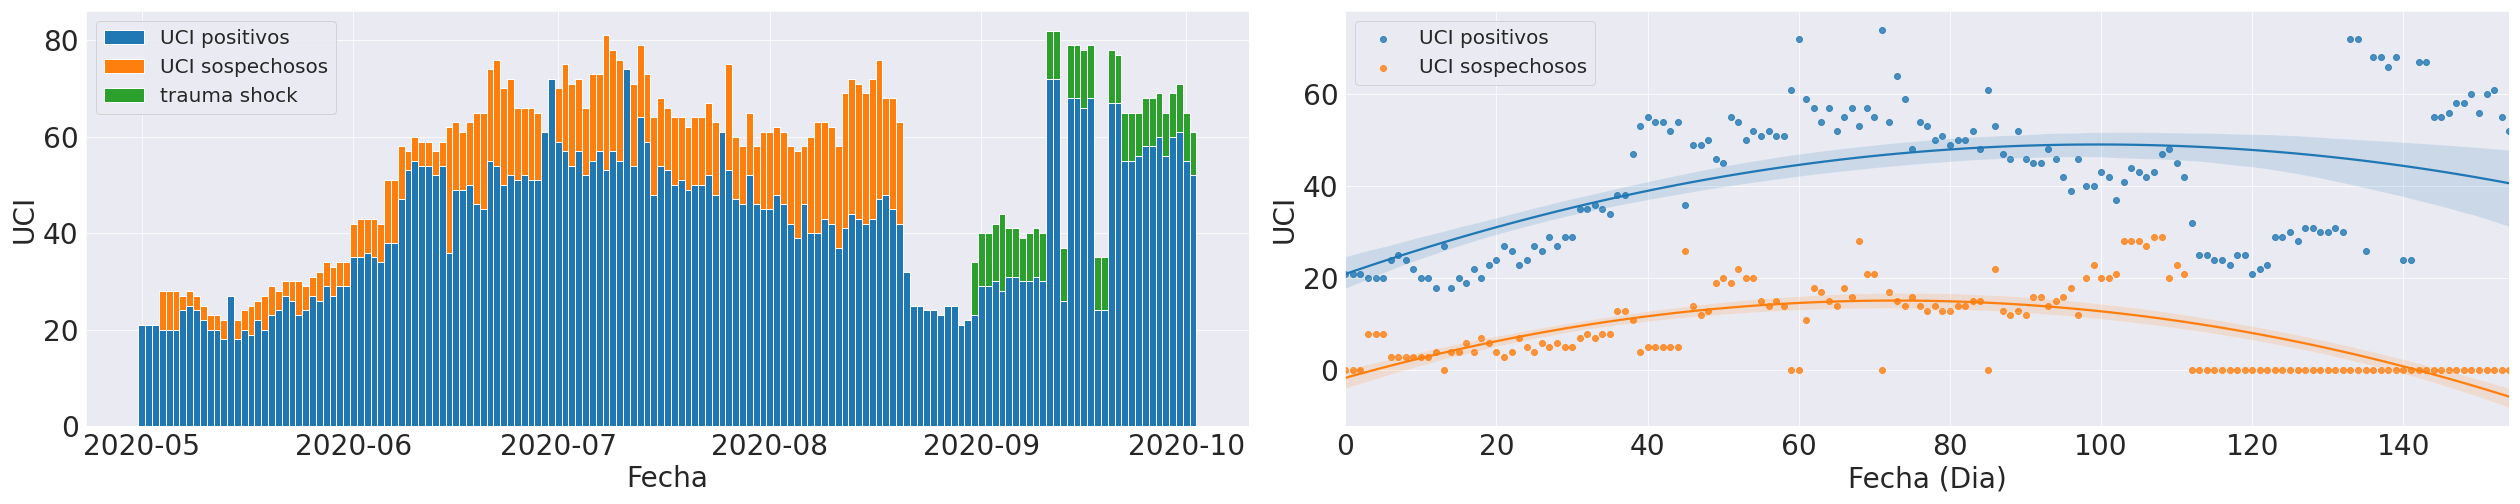 UCI positivos
UCI sospechosos
trauma shock
80
60
40
20
0
UCI
2020-05 2020-06 2020-07 2020-08 2020-09 2020-10
Fecha
UCI positivos
UCI sospechosos
60
40
20
0
UCI
0 20 40 60 80 100 120 140
Fecha (Dia)